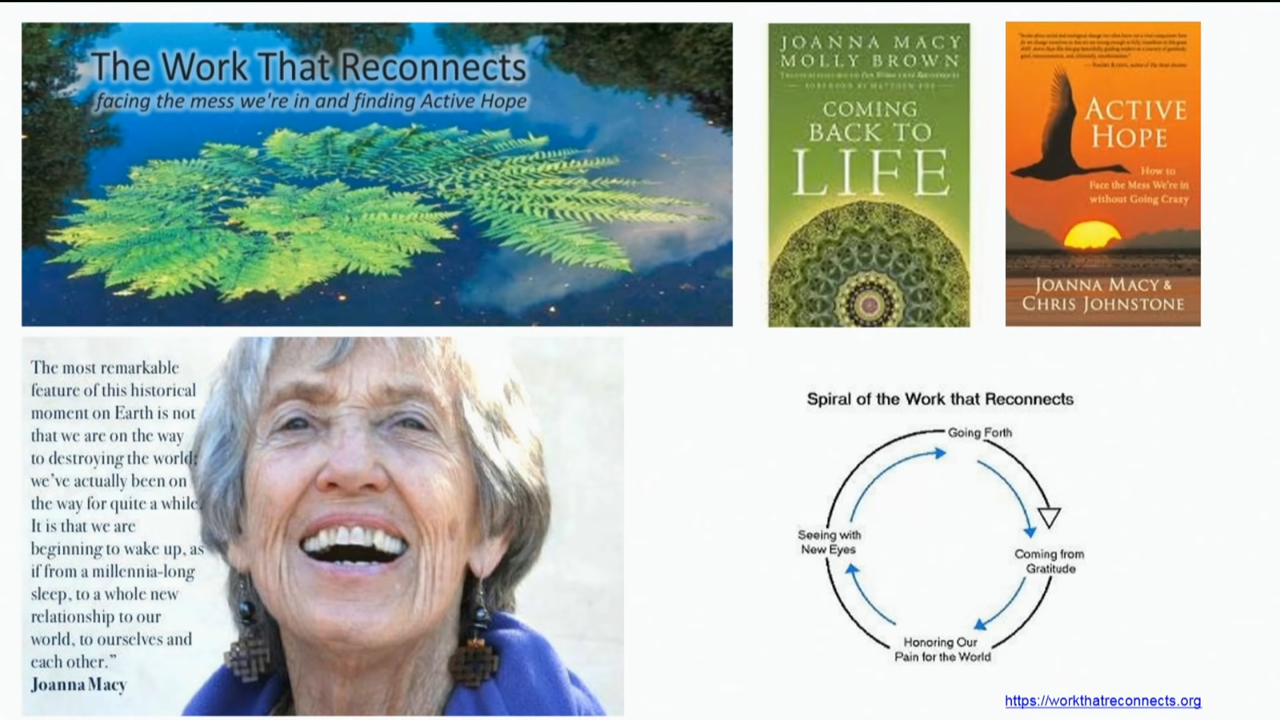 The Work That Reconnects
facing the mess we're in and finding Active Hope
JOANNA MACY
MOLLY BROWN
COMING
BACK TO
LIFE
ACTIVE
HOPE
How to
Face the Mess We're in
without Going Crazy
JOANNA MACY &
CHRIS JOHNSTONE
The most remarkable
feature of this historical
moment on Earth is not
that we are on the way
to destroying the world;
we've actually been on
the way for quite a while.
It is that we are
beginning to wake up, as
if from a millennia-long
sleep, to a whole new
relationship to our
world, to ourselves and
each other.”
Joanna Macy
Spiral of the Work that Reconnects
Going Forth
Coming from
Gratitude
Honoring Our
Pain for the World
Seeing with
New Eyes
https://workthatreconnects.org